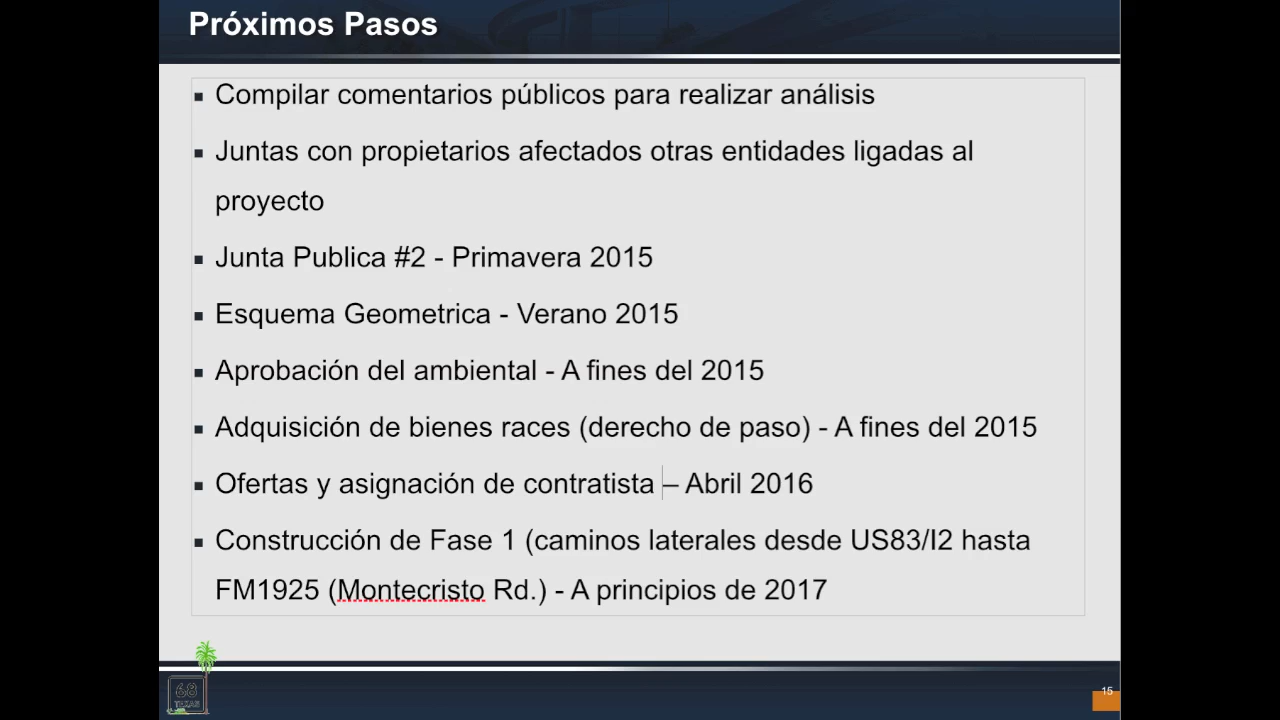 Próximos Pasos
▪ Compilar comentarios públicos para realizar análisis
▪ Juntas con propietarios afectados otras entidades ligadas al
proyecto
▪ Junta Publica #2 - Primavera 2015
▪ Esquema Geometrica - Verano 2015
▪ Aprobación del ambiental - A fines del 2015
▪ Adquisición de bienes races (derecho de paso) - A fines del 2015
▪ Ofertas y asignación de contratista – Abril 2016
▪ Construcción de Fase 1 (caminos laterales desde US83/I2 hasta
FM1925 (Montecristo Rd.) - A principios de 2017
68
TEXAS
15